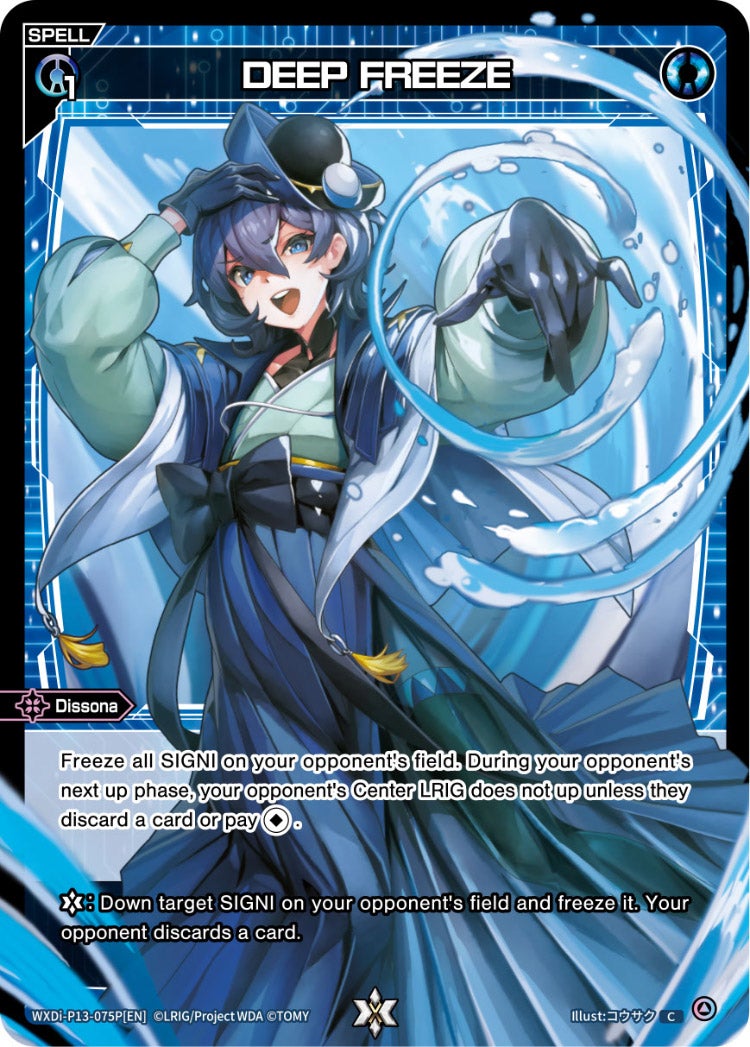 SPELL
1
DEEP FREEZE
Dissona
Freeze all SIGNI on your opponent's field. During your opponent's
next up phase, your opponent's Center LRIG does not up unless they
discard a card or pay .
: Down target SIGNI on your opponent's field and freeze it. Your
opponent discards a card.
WXDi-P13-075P[EN] ©LRIG/Project WDA ©TOMY Illust:コウサク C